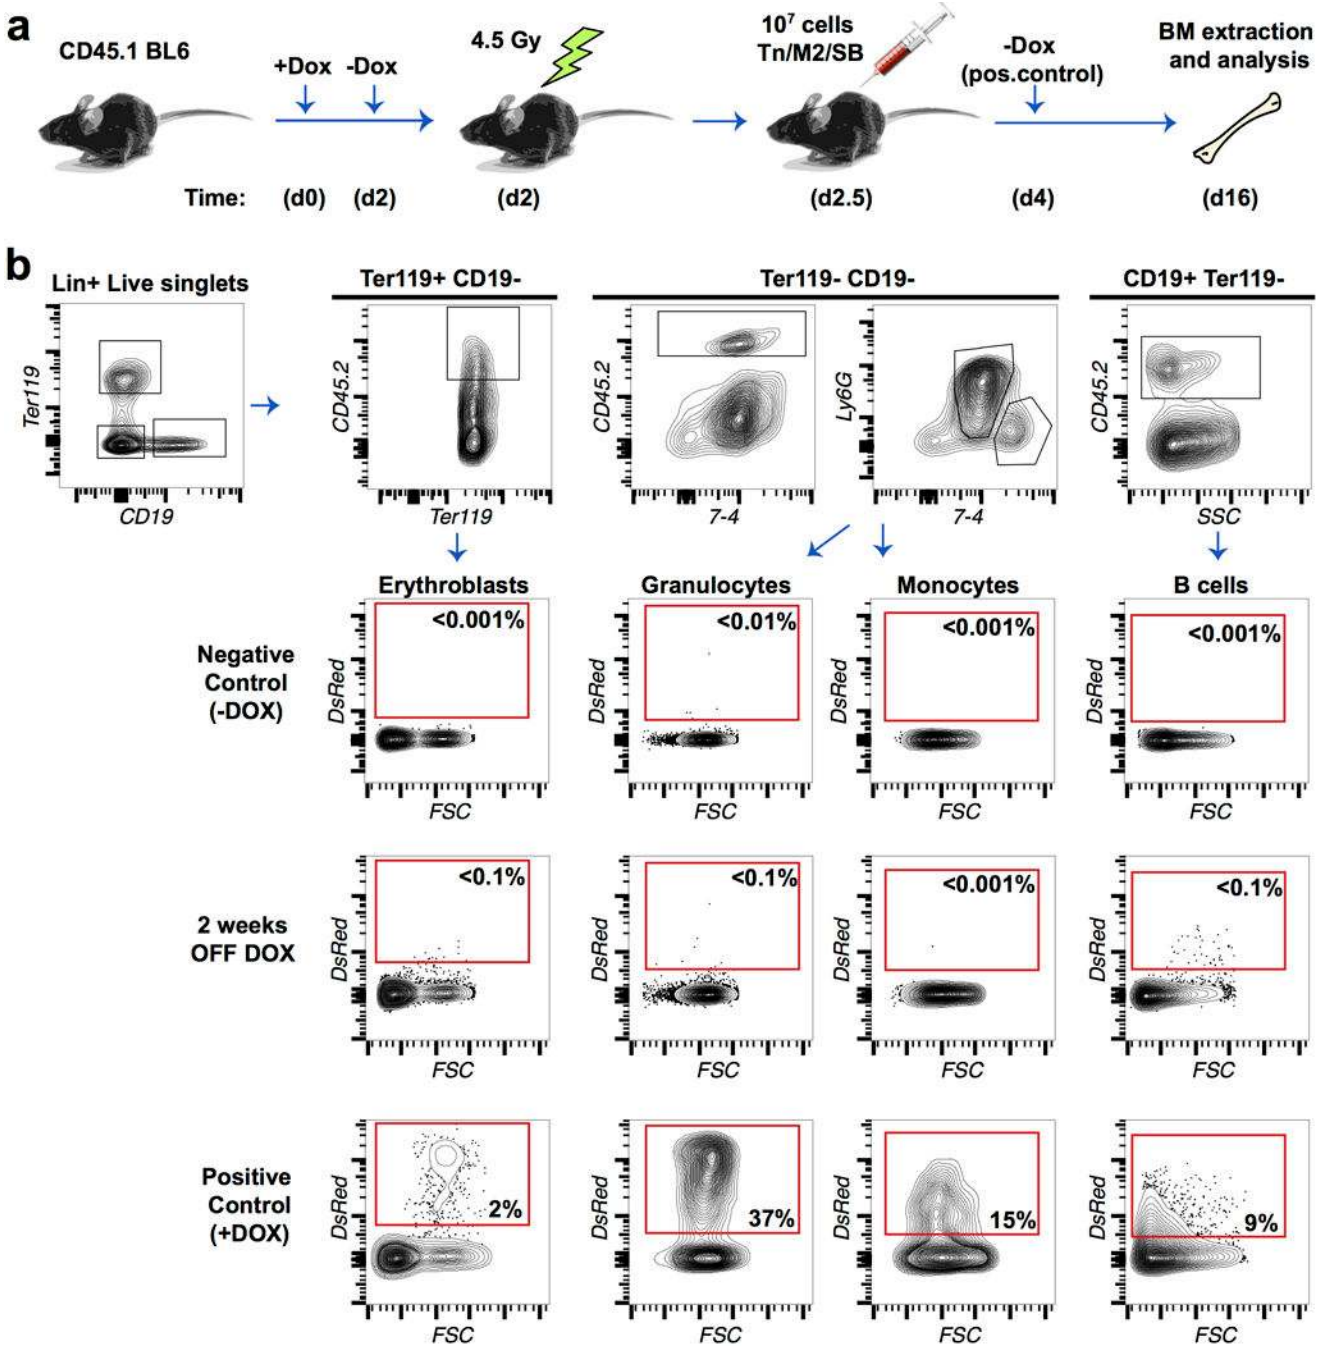 a
CD45.1 BL6
+Dox -Dox
4.5 Gy
10⁷ cells
Tn/M2/SB
-Dox
(pos.control)
BM extraction
and analysis
Time: (d0) (d2) (d2) (d2.5) (d4) (d16)
b
Lin+ Live singlets
Ter119+ CD19-
Ter119- CD19-
CD19+ Ter119-
Ter119
CD19
CD45.2
Ter119
CD45.2
7-4
Ly6G
7-4
CD45.2
SSC
Erythroblasts
Granulocytes
Monocytes
B cells
Negative
Control
(-DOX)
DsRed
<0.001%
FSC
DsRed
<0.01%
FSC
DsRed
<0.001%
FSC
DsRed
<0.001%
FSC
2 weeks
OFF DOX
DsRed
<0.1%
FSC
DsRed
<0.1%
FSC
DsRed
<0.001%
FSC
DsRed
<0.1%
FSC
Positive
Control
(+DOX)
DsRed
2%
FSC
DsRed
37%
FSC
DsRed
15%
FSC
DsRed
9%
FSC